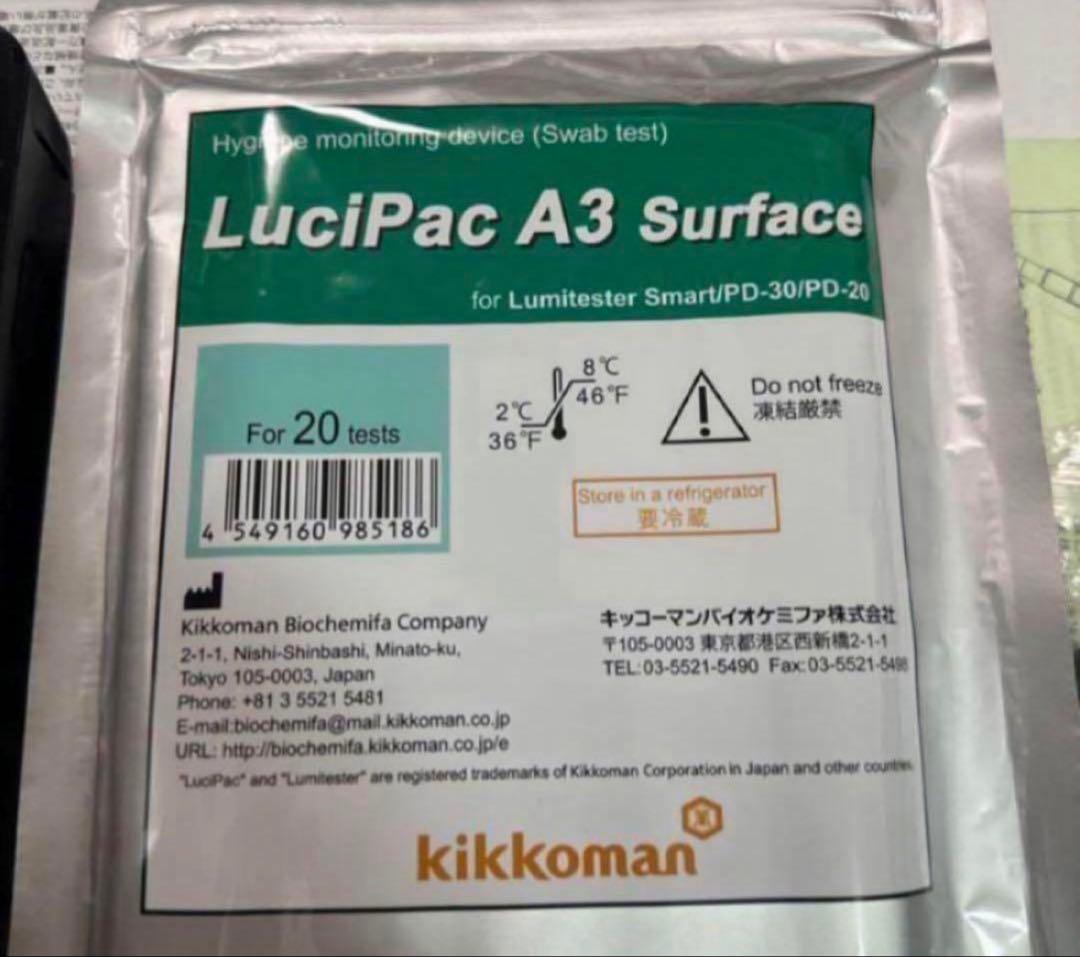 monitoring device (Swab test)
LuciPac A3 Surface
for Lumitester Smart/PD-30/PD-20
For 20 tests
4 549160 985186
8℃
46°F
2℃
36°F
Do not freeze
凍結厳禁
Store in a refrigerator
要冷蔵
Kikkoman Biochemifa Company
2-1-1, Nishi-Shinbashi, Minato-ku,
Tokyo 105-0003, Japan
Phone: +81 3 5521 5481
E-mail:biochemifa@mail.kikkoman.co.jp
URL: http://biochemifa.kikkoman.co.jp/e
キッコーマンバイオケミファ株式会社
〒105-0003 東京都港区西新橋2-1-1
TEL:03-5521-5490 Fax:
"LuciPac" and "Lumitester" are registered trademarks of Kikkoman Corporation in Japan and other countries.
kikkoman